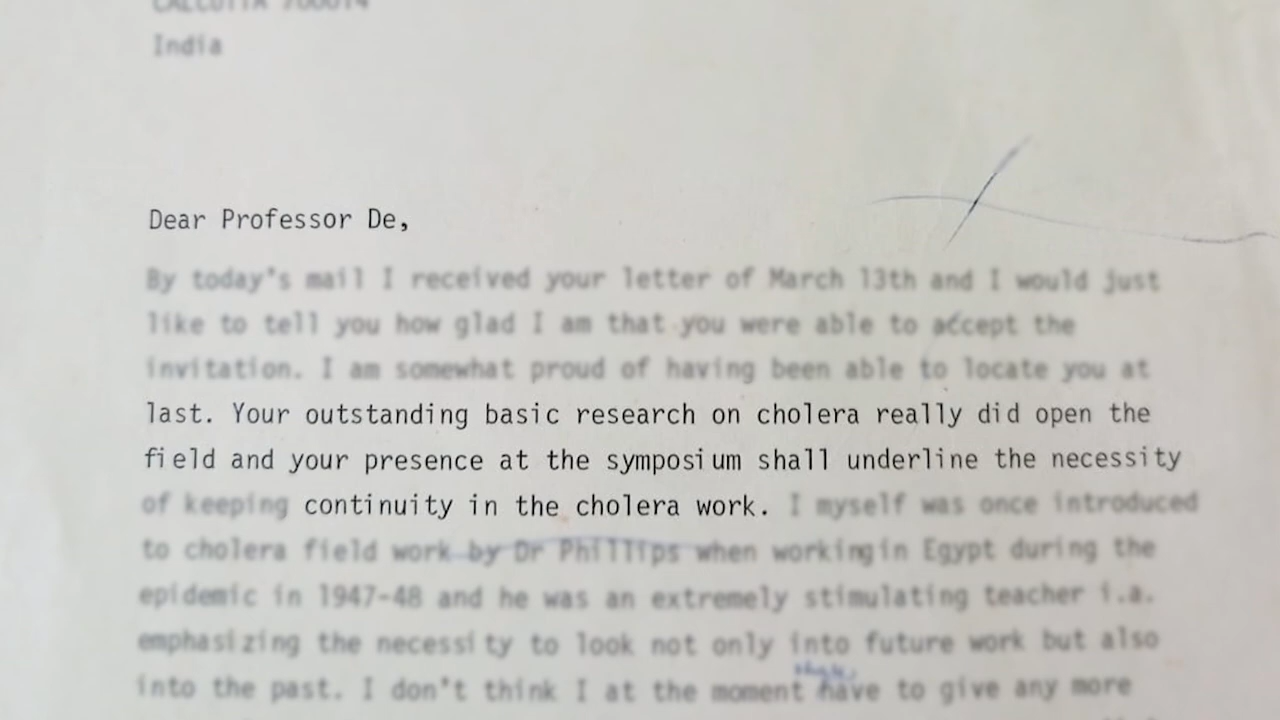 CALCUTTA 700014
India
Dear Professor De,
By today's mail I received your letter of March 13th and I would just
like to tell you how glad I am that you were able to accept the
invitation. I am somewhat proud of having been able to locate you at
last. Your outstanding basic research on cholera really did open the
field and your presence at the symposium shall underline the necessity
of keeping continuity in the cholera work. I myself was once introduced
to cholera field work by Dr Phillips when workingin Egypt during the
epidemic in 1947-48 and he was an extremely stimulating teacher i.a.
emphasizing the necessity to look not only into future work but also
into the past. I don't think I at the moment have to give any more